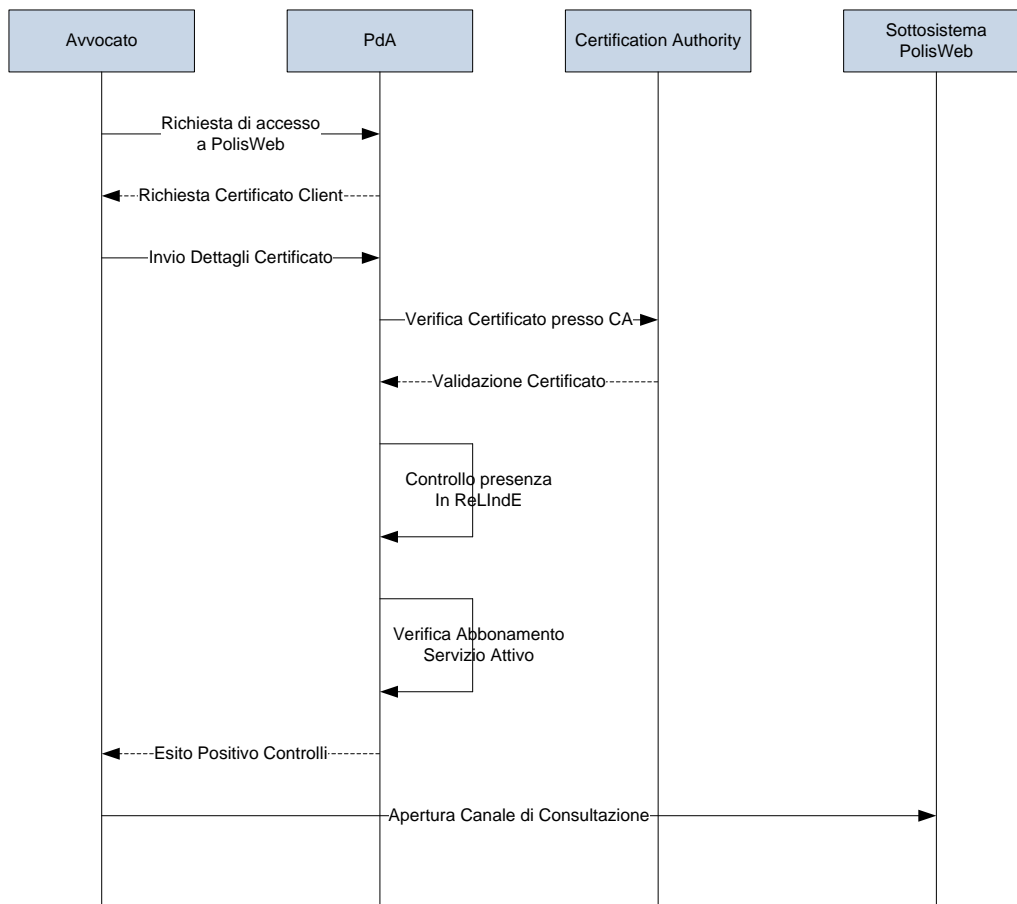 Avvocato
PdA
Certification Authority
Sottosistema
PolisWeb
Richiesta di accesso
a PolisWeb
Richiesta Certificato Client
Invio Dettagli Certificato
Verifica Certificato presso CA
Validazione Certificato
Controllo presenza
In ReLIndE
Verifica Abbonamento
Servizio Attivo
Esito Positivo Controlli
Apertura Canale di Consultazione